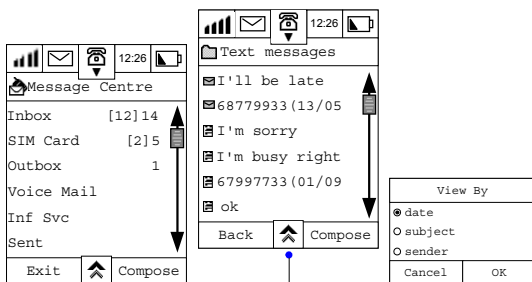 12:26
Message Centre
Inbox [12]14
SIM Card [2]5
Outbox 1
Voice Mail
Inf Svc
Sent
Exit Compose
12:26
Text messages
I'll be late
68779933(13/05
I'm sorry
I'm busy right
67997733(01/09
ok
Back Compose
View By
date
subject
sender
Cancel OK